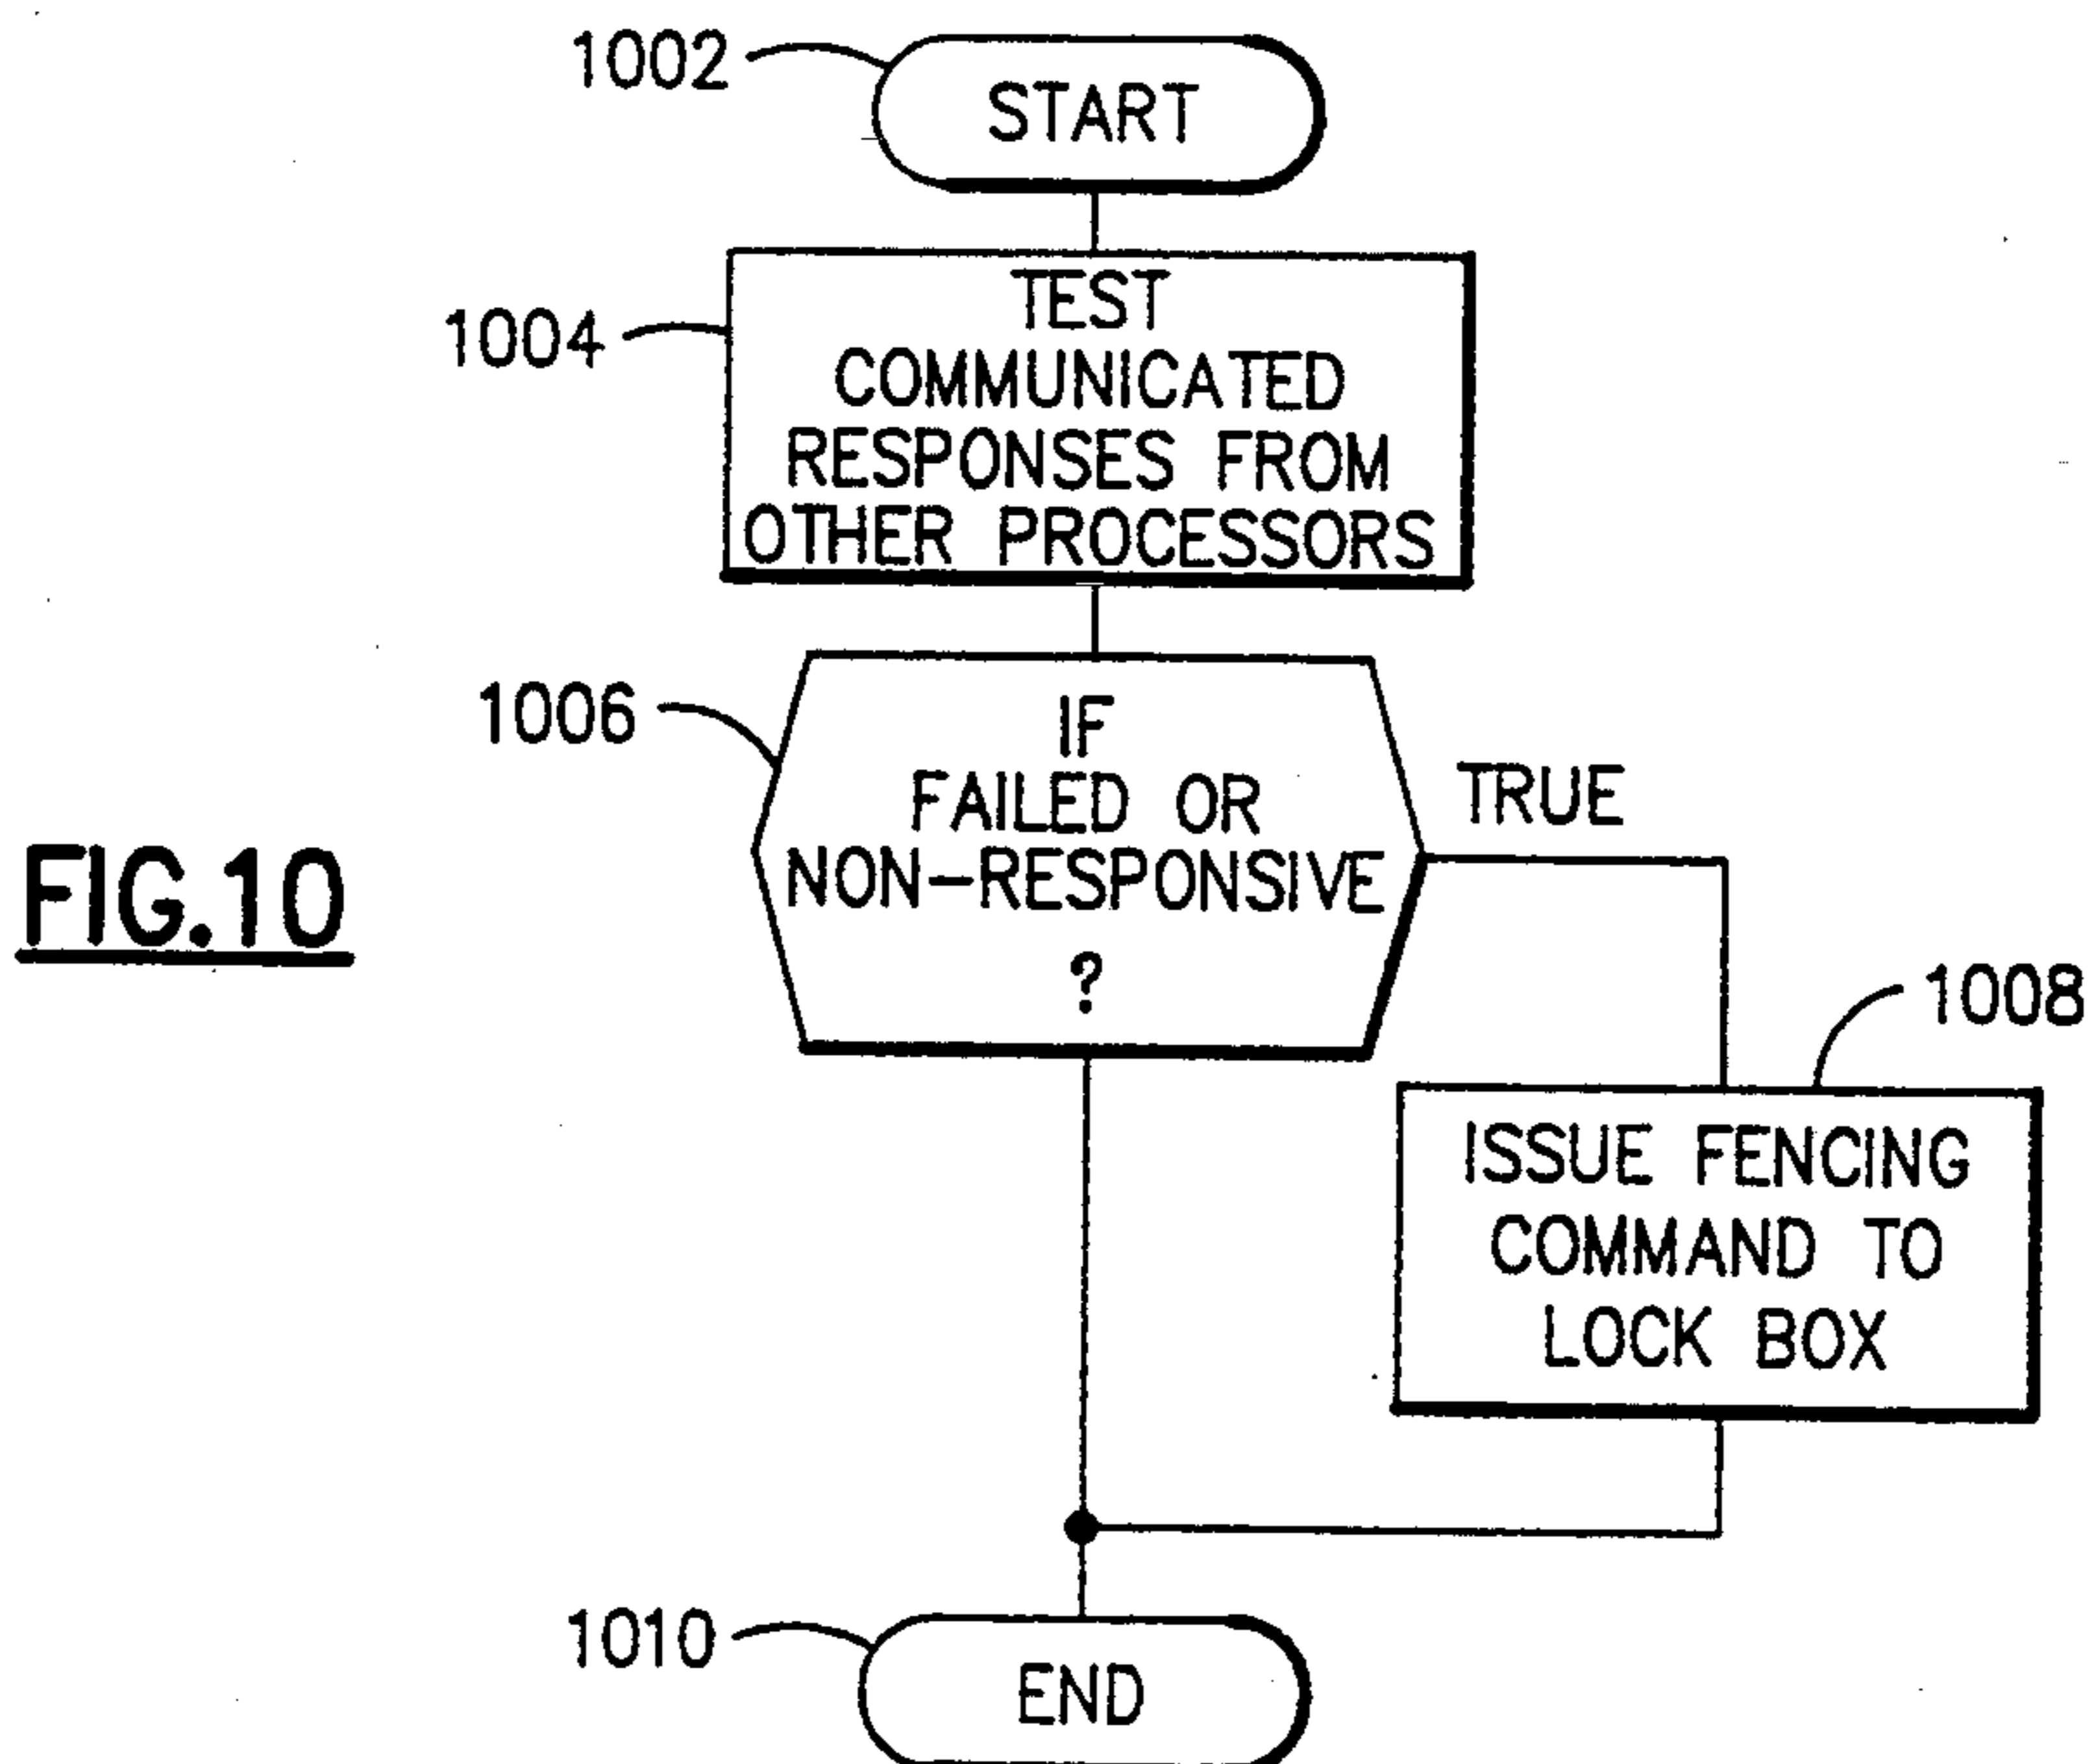 1002
START
1004
TEST
COMMUNICATED
RESPONSES FROM
OTHER PROCESSORS
1006
IF
FAILED OR
NON-RESPONSIVE
?
TRUE
FIG.10
1008
ISSUE FENCING
COMMAND TO
LOCK BOX
1010
END